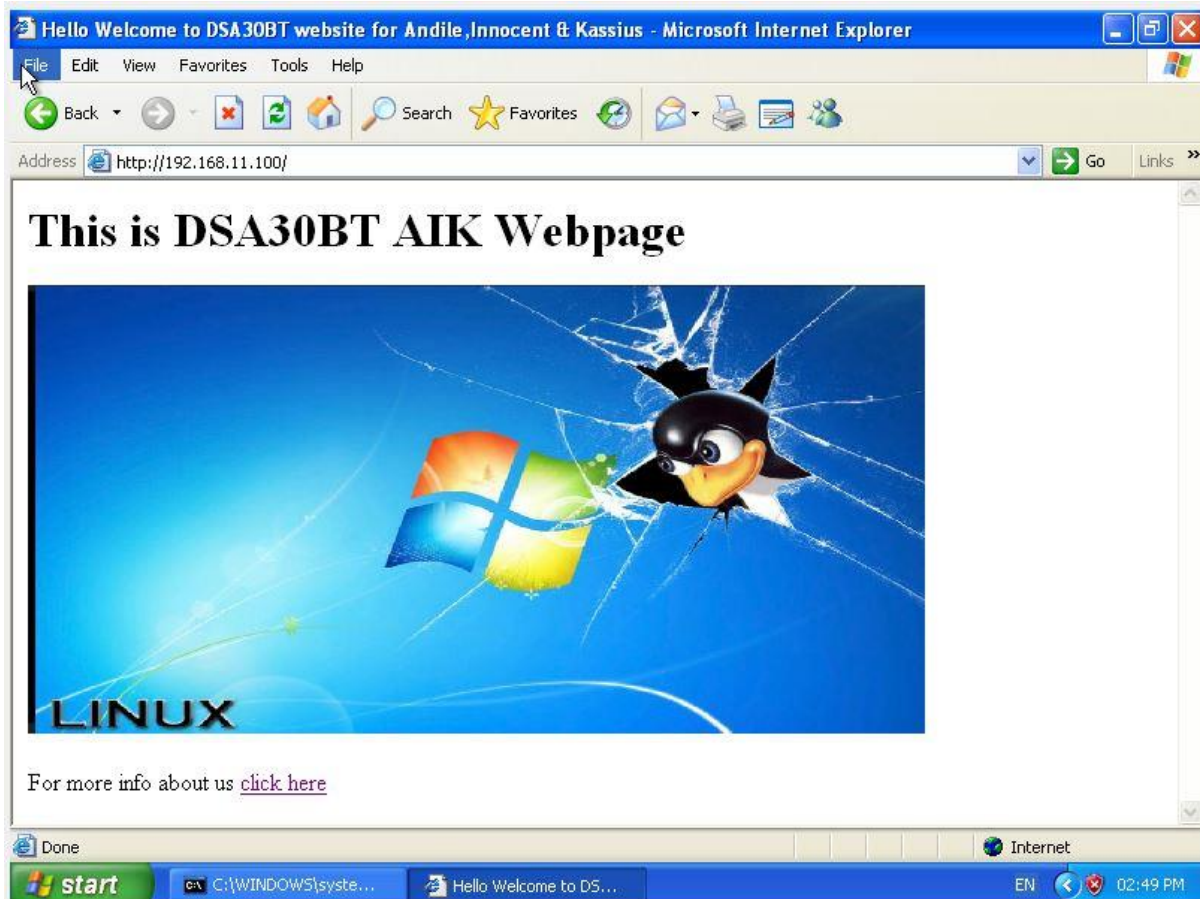 Hello Welcome to DSA30BT website for Andile,Innocent & Kassius - Microsoft Internet Explorer
File Edit View Favorites Tools Help
Back Search Favorites
Address http://192.168.11.100/ Go Links »
This is DSA30BT AIK Webpage
LINUX
For more info about us click here
Done Internet
start C:\WINDOWS\syste... Hello Welcome to DS... EN 02:49 PM